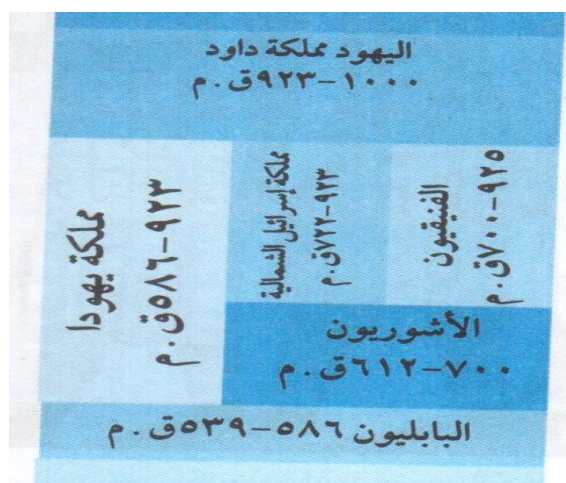 اليهود مملكة داود
١٠٠٠–٩٢٣ق.م
الفنيقيون
٩٢٥–٧٠٠ق.م
مملكة إسرائيل الشمالية
٩٢٣–٧٢٢ق.م
مملكة يهودا
٩٢٣–٥٨٦ق.م
الأشوريون
٧٠٠–٦١٢ق.م
البابليون ٥٨٦–٥٣٩ق.م